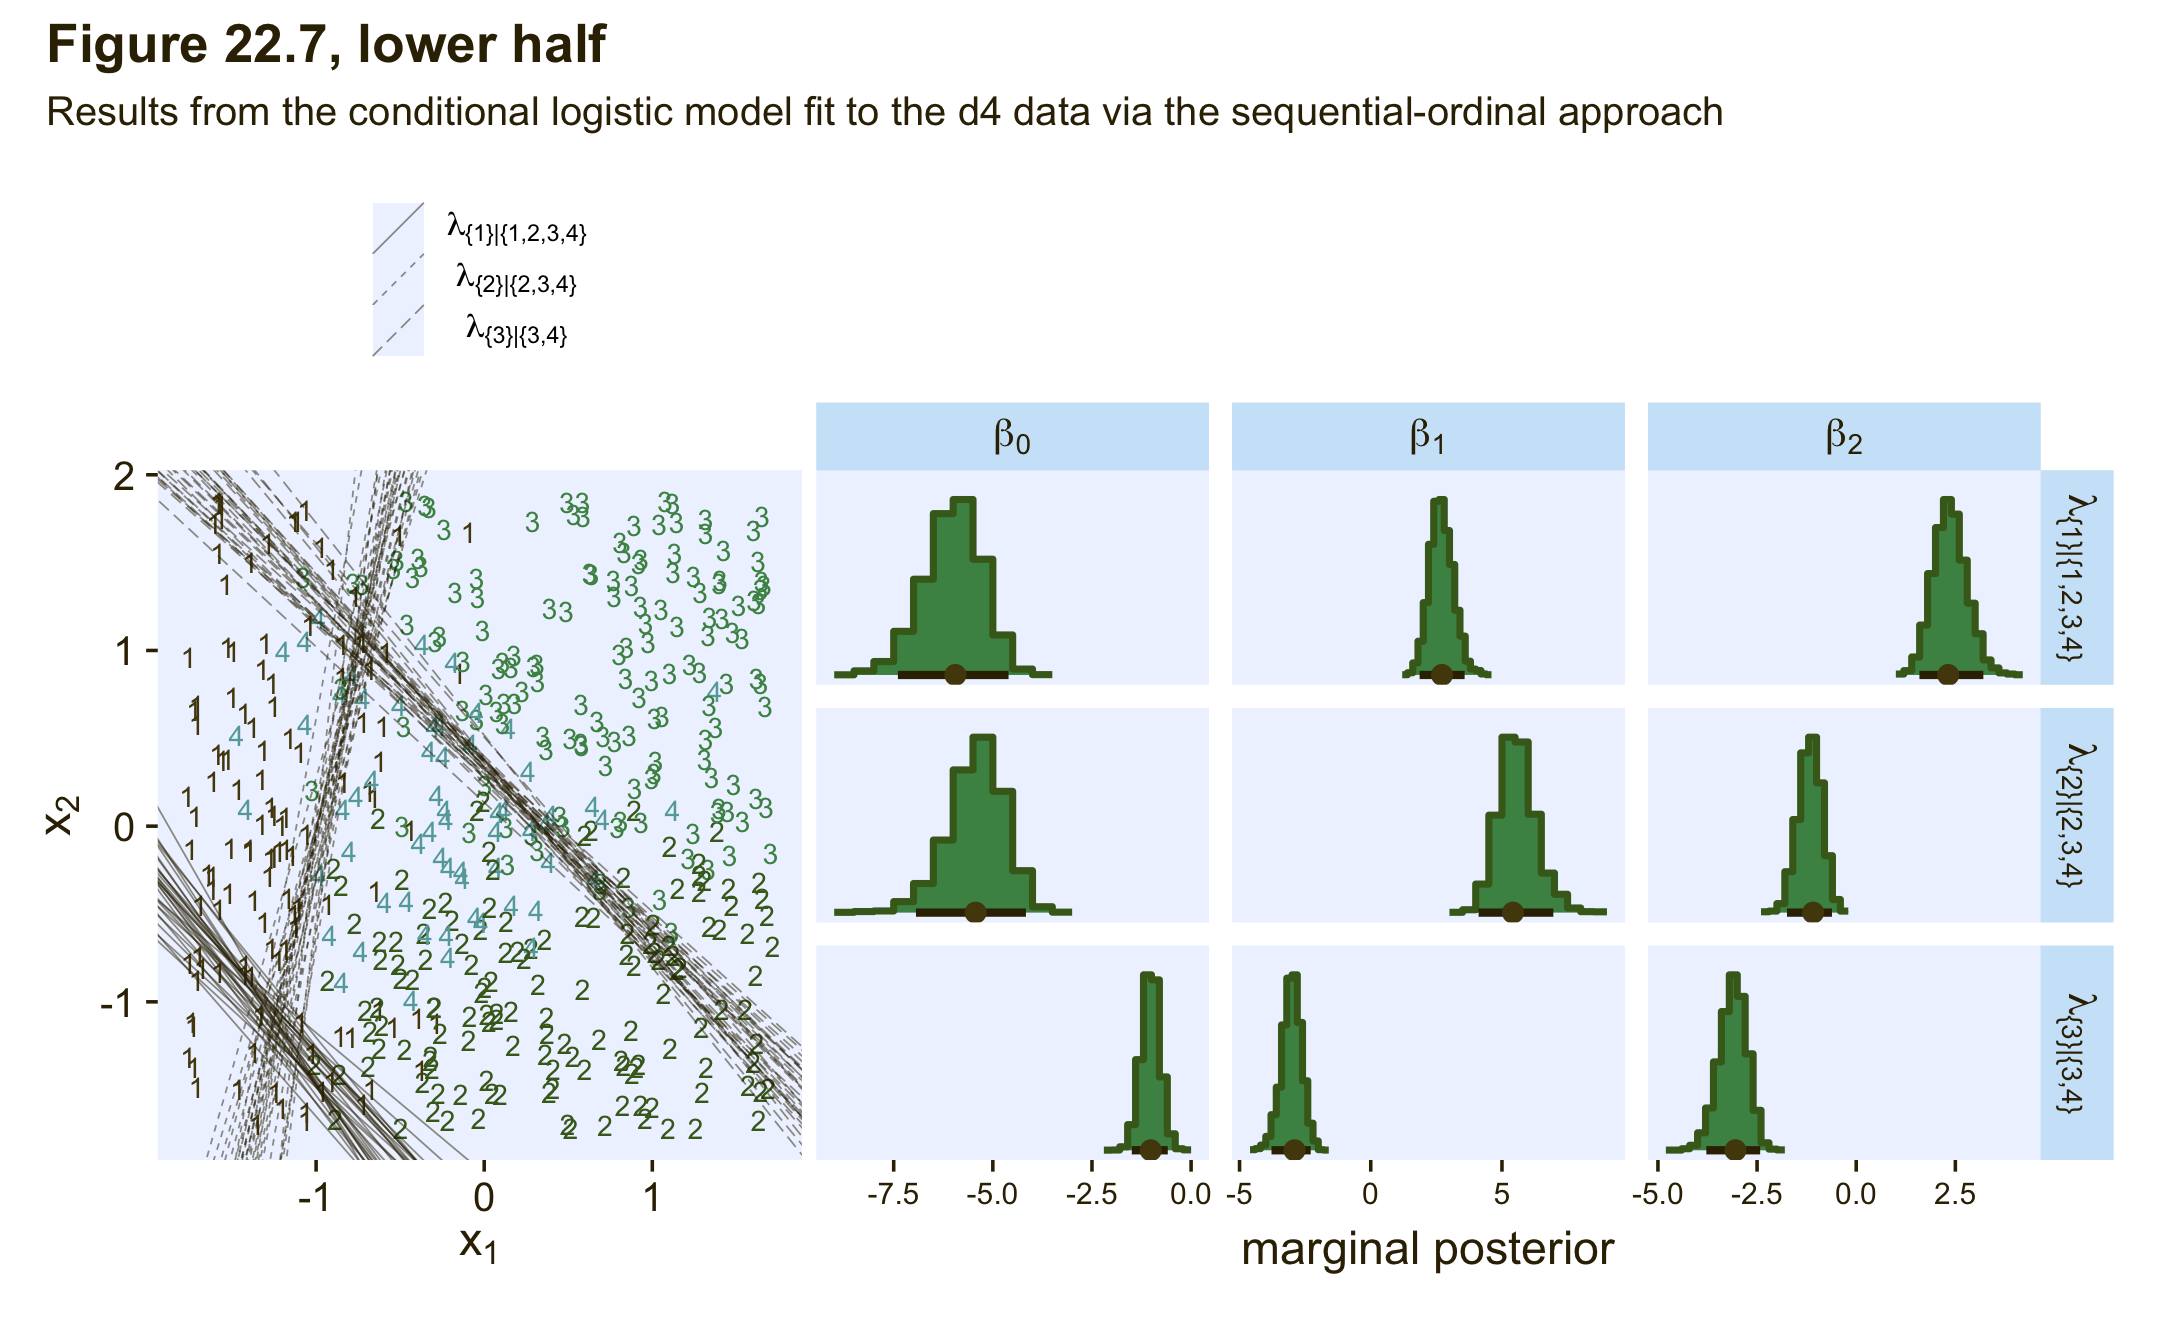 Figure 22.7, lower half
Results from the conditional logistic model fit to the d4 data via the sequential-ordinal approach
λ{1}|{1,2,3,4}
λ{2}|{2,3,4}
λ{3}|{3,4}
β0 β1 β2
λ{1}|{1,2,3,4}
λ{2}|{2,3,4}
λ{3}|{3,4}
x2
2
1
0
-1
-1 0 1
x1
-7.5 -5.0 -2.5 0.0
-5 0 5
-5.0 -2.5 0.0 2.5
marginal posterior